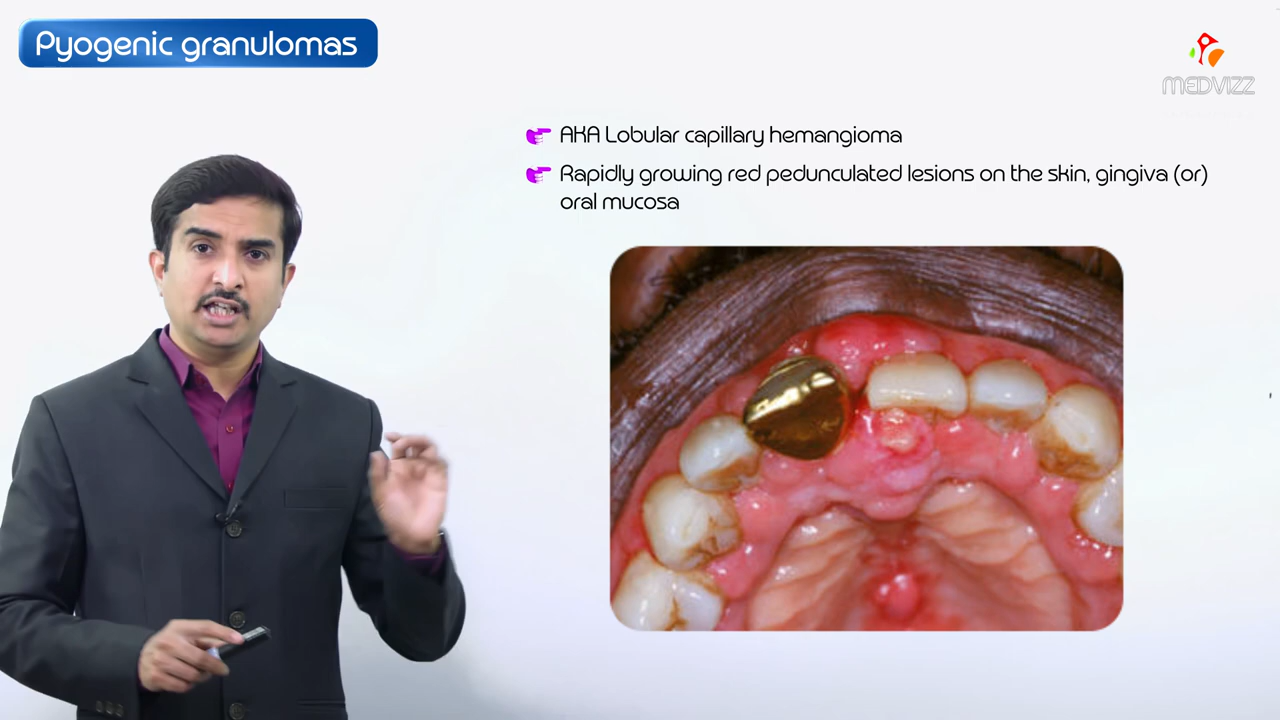 Pyogenic granulomas
MEDVIZZ
AKA Lobular capillary hemangioma
Rapidly growing red pedunculated lesions on the skin, gingiva (or)
oral mucosa